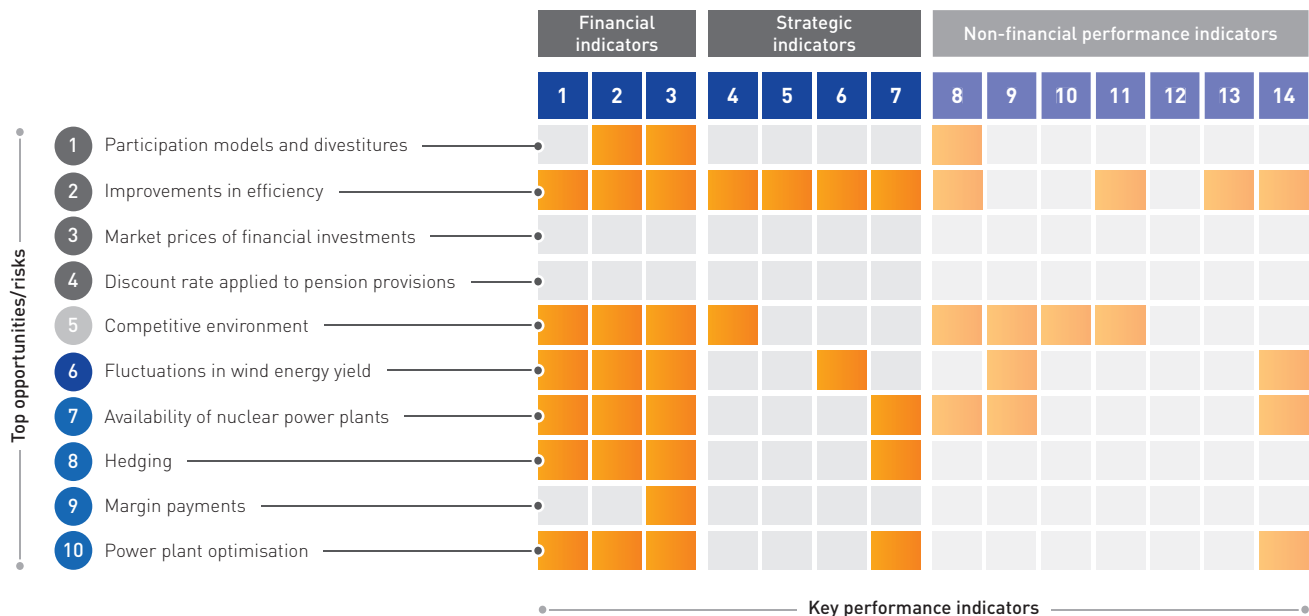 Financial
indicators
Strategic
indicators
Non-financial performance indicators
1 2 3 4 5 6 7 8 9 10 11 12 13 14
Top opportunities/risks
1 Participation models and divestitures
2 Improvements in efficiency
3 Market prices of financial investments
4 Discount rate applied to pension provisions
5 Competitive environment
6 Fluctuations in wind energy yield
7 Availability of nuclear power plants
8 Hedging
9 Margin payments
10 Power plant optimisation
Key performance indicators